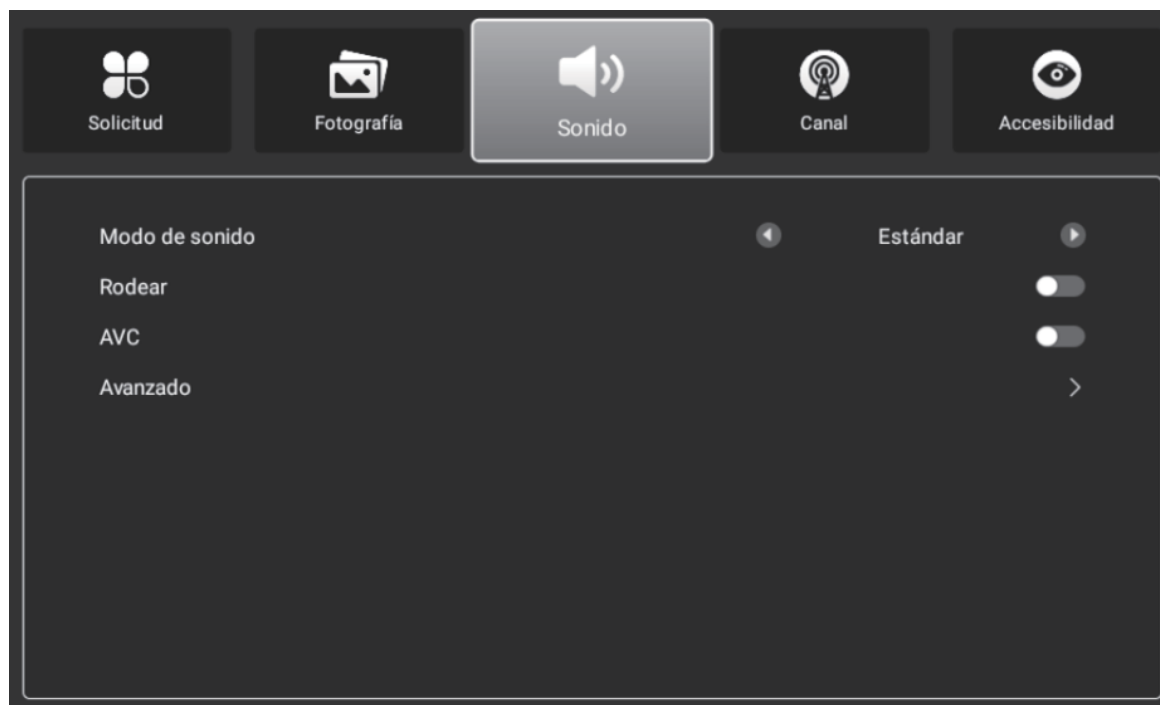 Solicitud
Fotografía
Sonido
Canal
Accesibilidad
Modo de sonido
Estándar
Rodear
AVC
Avanzado